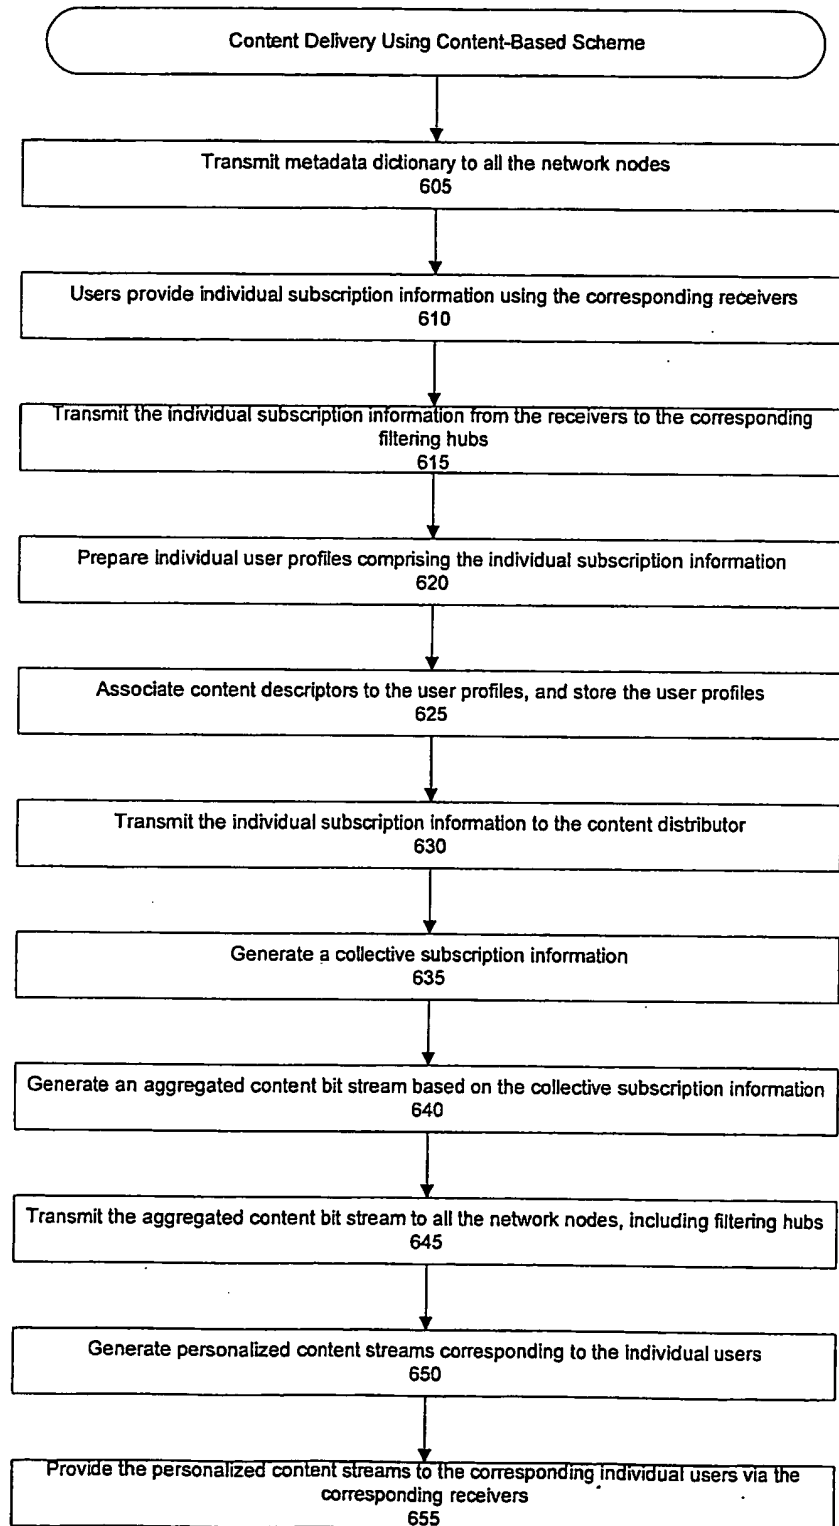 Content Delivery Using Content-Based Scheme
Transmit metadata dictionary to all the network nodes
605
Users provide individual subscription information using the corresponding receivers
610
Transmit the individual subscription information from the receivers to the corresponding
filtering hubs
615
Prepare individual user profiles comprising the individual subscription information
620
Associate content descriptors to the user profiles, and store the user profiles
625
Transmit the individual subscription information to the content distributor
630
Generate a collective subscription information
635
Generate an aggregated content bit stream based on the collective subscription information
640
Transmit the aggregated content bit stream to all the network nodes, including filtering hubs
645
Generate personalized content streams corresponding to the individual users
650
Provide the personalized content streams to the corresponding individual users via the
corresponding receivers
655